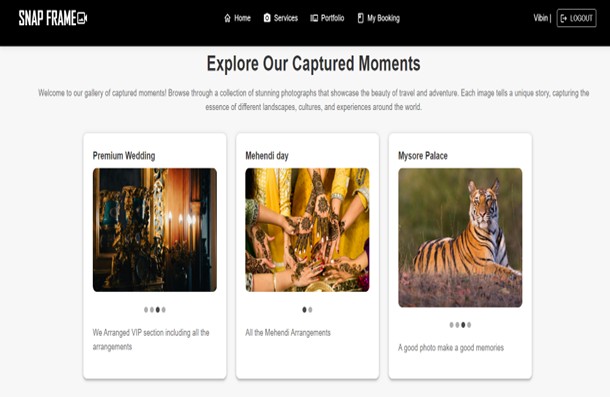 SNAP FRAME
Home Services Portfolio My Booking
Vibin | LOGOUT
Explore Our Captured Moments
Welcome to our gallery of captured moments! Browse through a collection of stunning photographs that showcase the beauty of travel and adventure. Each image tells a unique story, capturing the
essence of different landscapes, cultures, and experiences around the world.
Premium Wedding
We Arranged VIP section including all the
arrangements
Mehendi day
All the Mehendi Arrangements
Mysore Palace
A good photo make a good memories